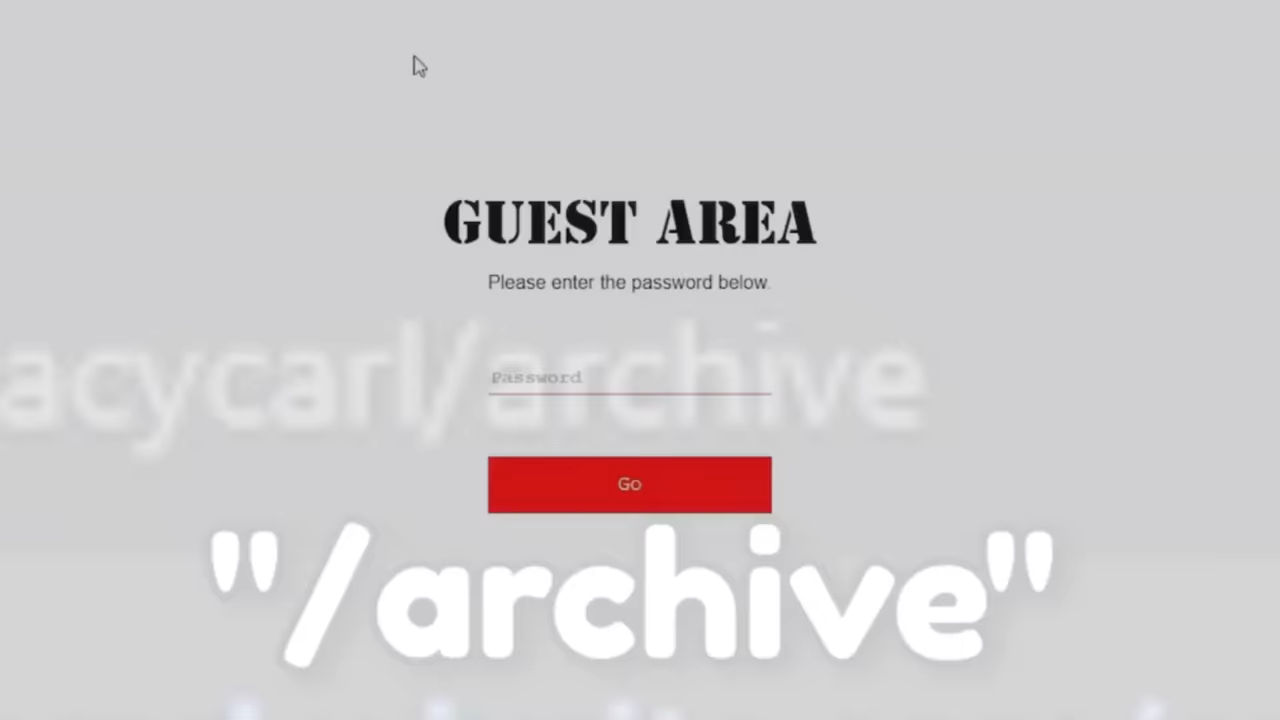 GUEST AREA
Please enter the password below.
acycarl/archive
Password
Go
"/archive"